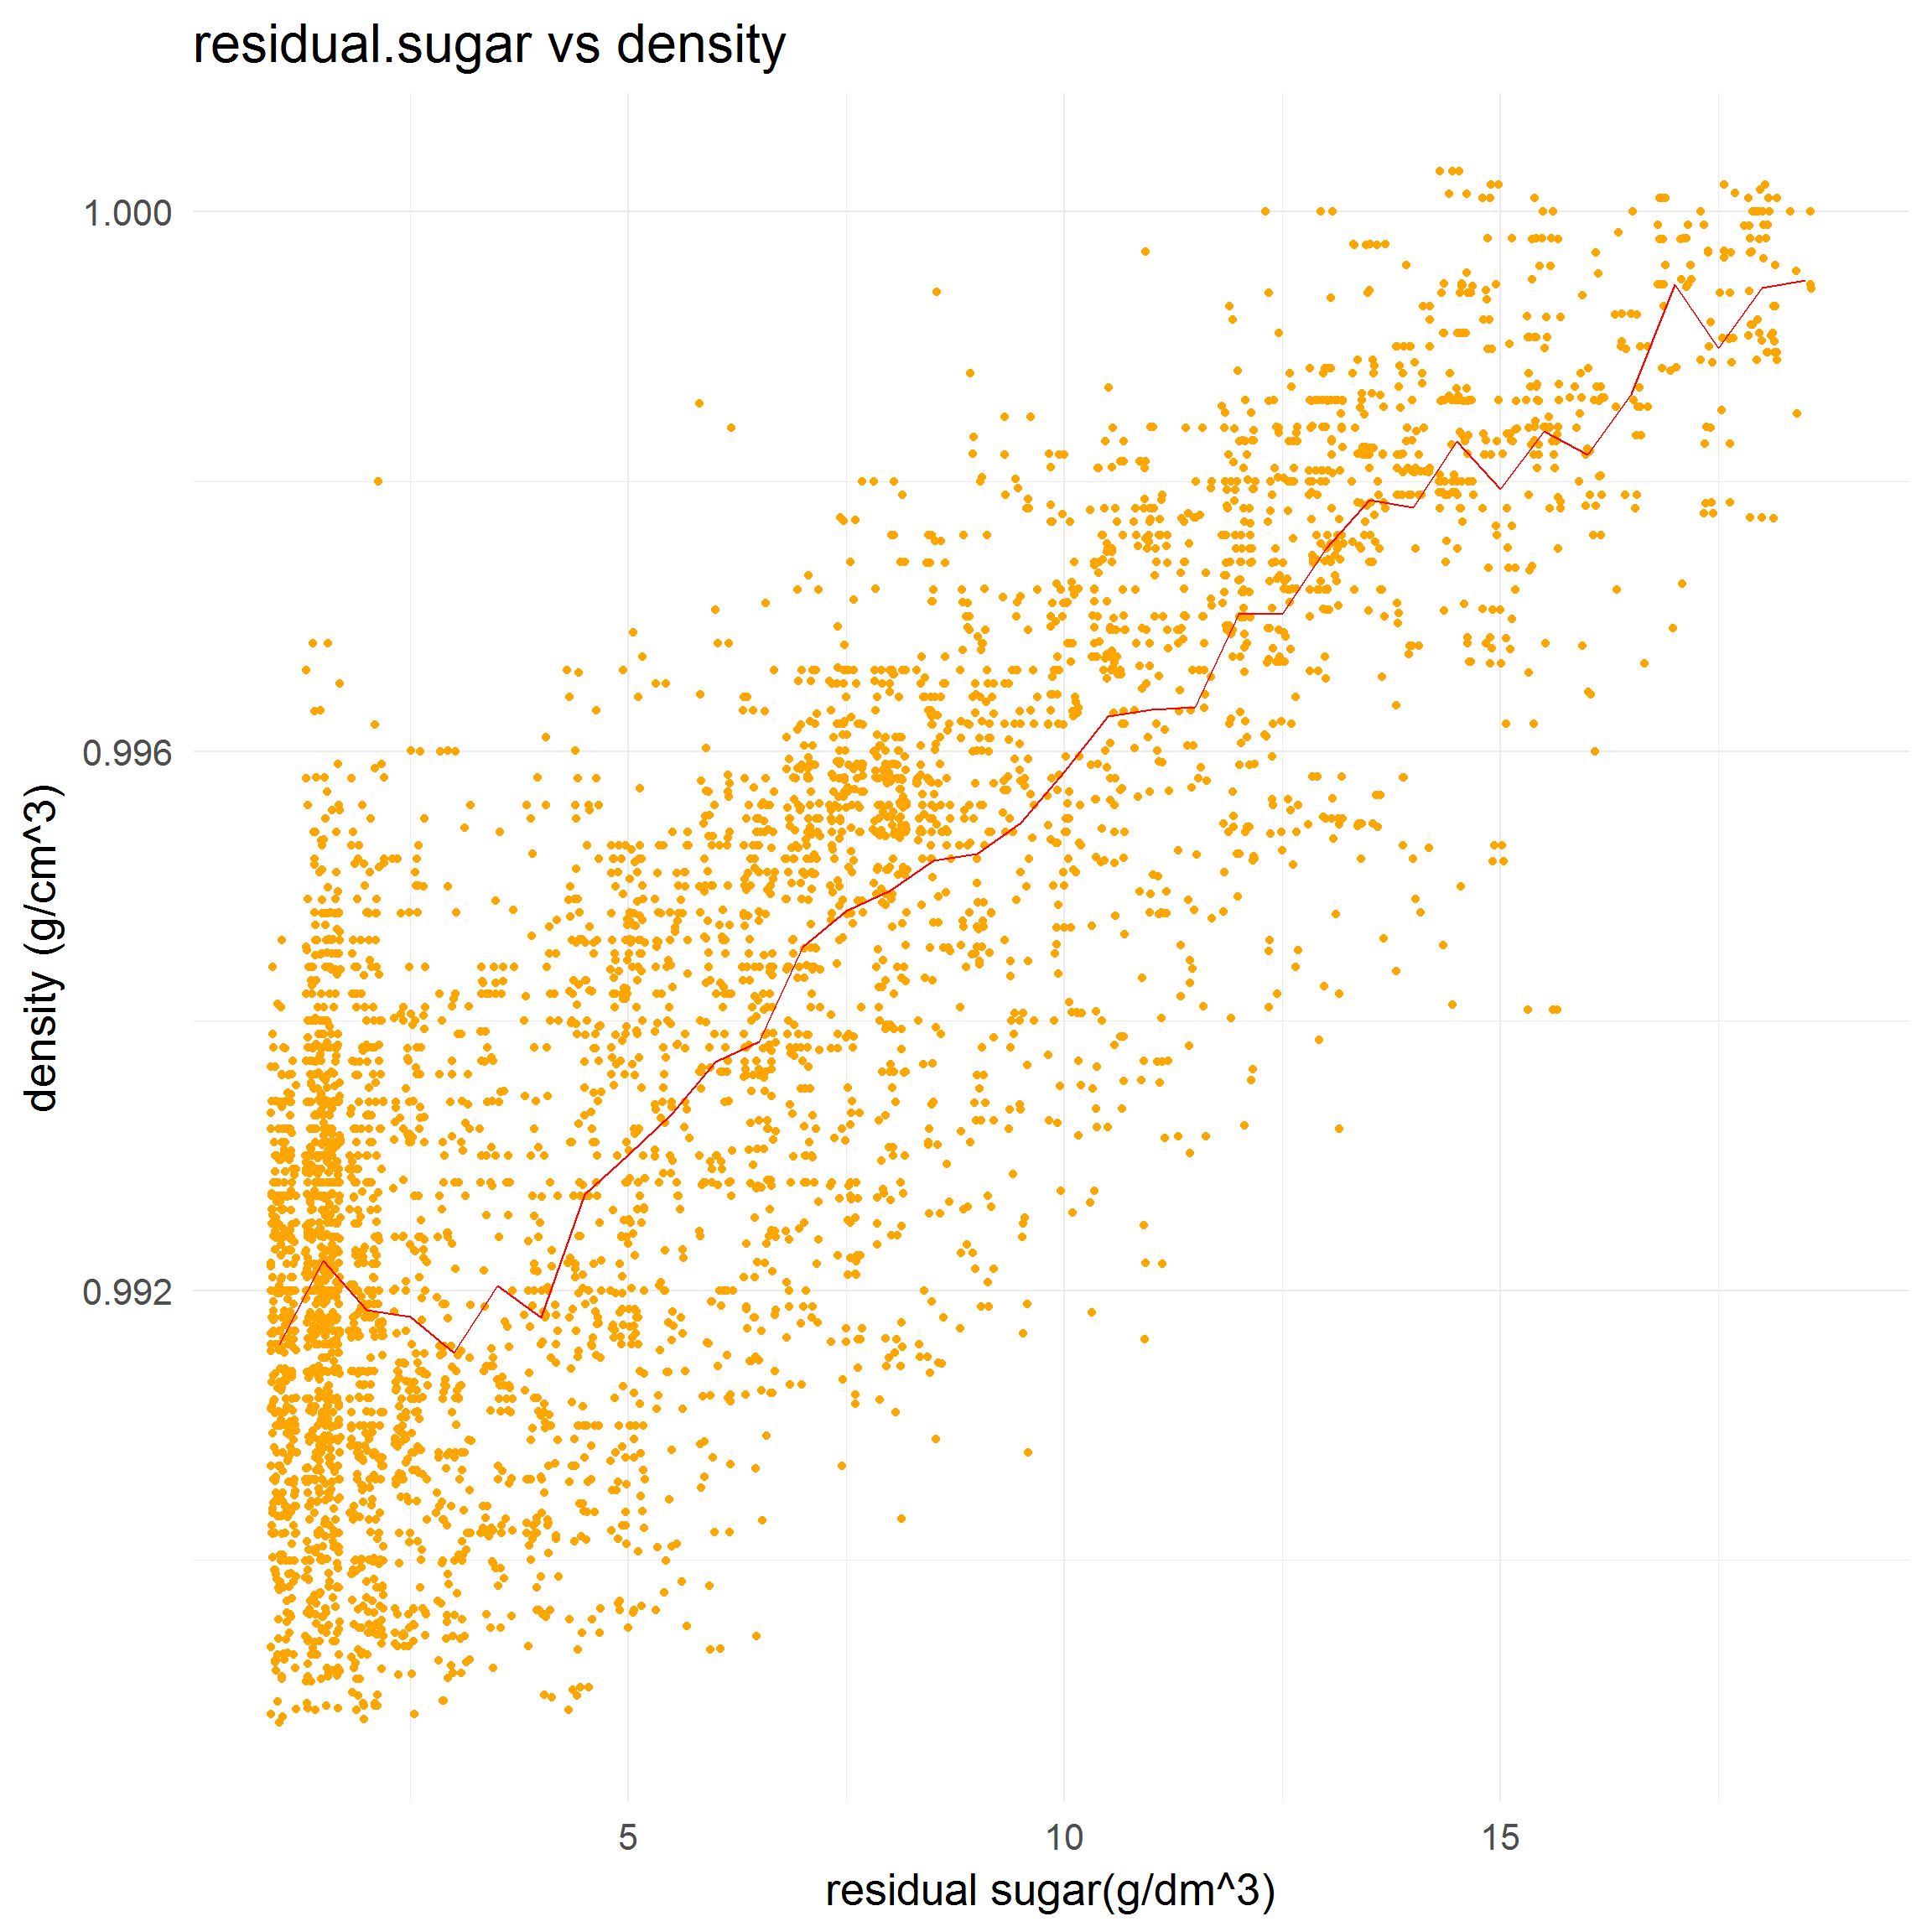 residual.sugar vs density
density (g/cm^3)
1.000
0.996
0.992
5
10
15
residual sugar(g/dm^3)